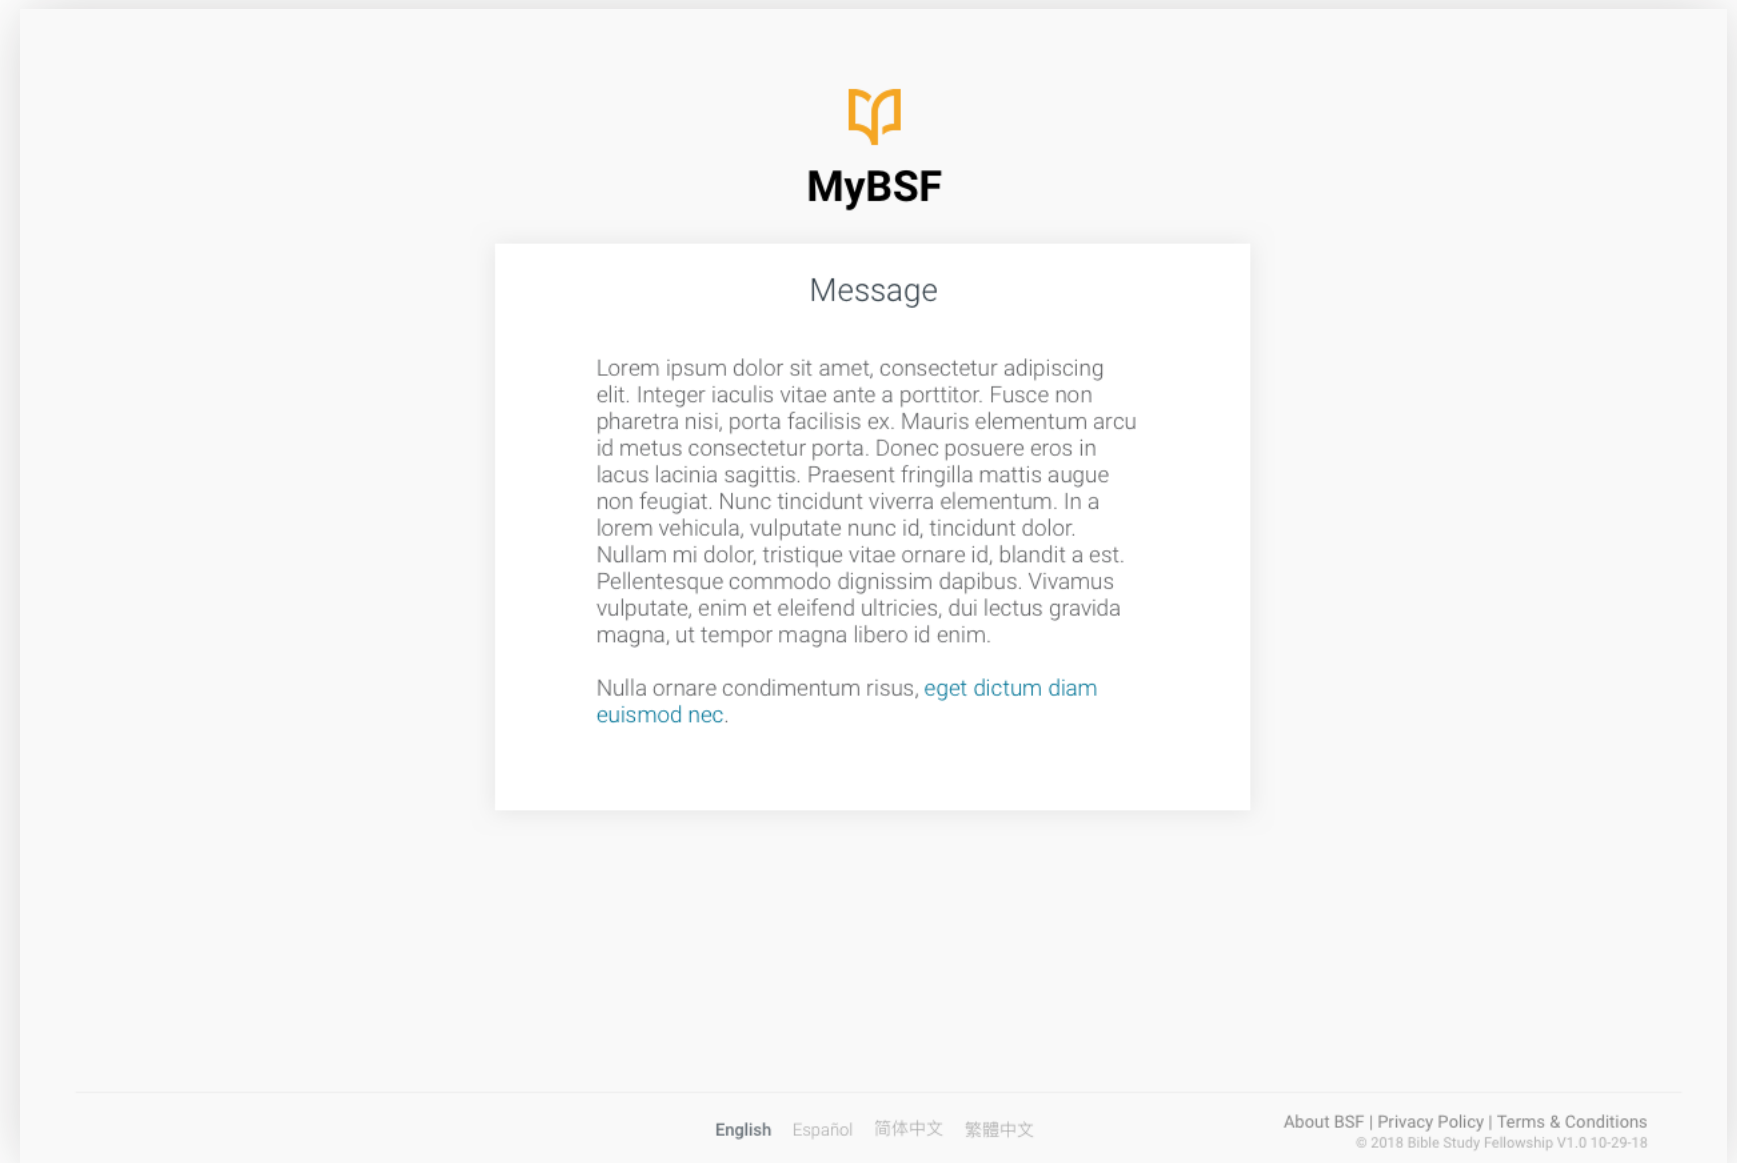 MyBSF
Message
Lorem ipsum dolor sit amet, consectetur adipiscing
elit. Integer iaculis vitae ante a porttitor. Fusce non
pharetra nisi, porta facilisis ex. Mauris elementum arcu
id metus consectetur porta. Donec posuere eros in
lacus lacinia sagittis. Praesent fringilla mattis augue
non feugiat. Nunc tincidunt viverra elementum. In a
lorem vehicula, vulputate nunc id, tincidunt dolor.
Nullam mi dolor, tristique vitae ornare id, blandit a est.
Pellentesque commodo dignissim dapibus. Vivamus
vulputate, enim et eleifend ultricies, dui lectus gravida
magna, ut tempor magna libero id enim.
Nulla ornare condimentum risus, eget dictum diam
euismod nec.
English Español 简体中文 繁體中文
About BSF | Privacy Policy | Terms & Conditions
© 2018 Bible Study Fellowship V1.0 10-29-18